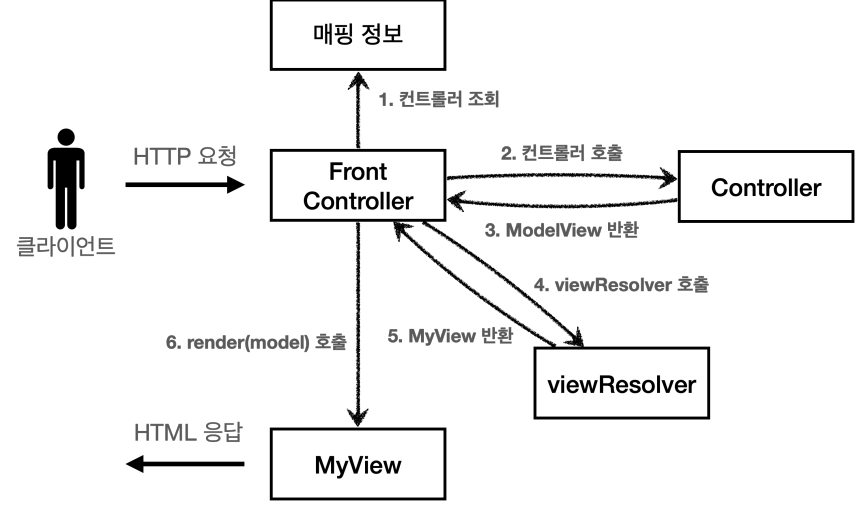 매핑 정보
1. 컨트롤러 조회
HTTP 요청
Front
Controller
2. 컨트롤러 호출
Controller
3. ModelView 반환
클라이언트
4. viewResolver 호출
5. MyView 반환
6. render(model) 호출
viewResolver
HTML 응답
MyView